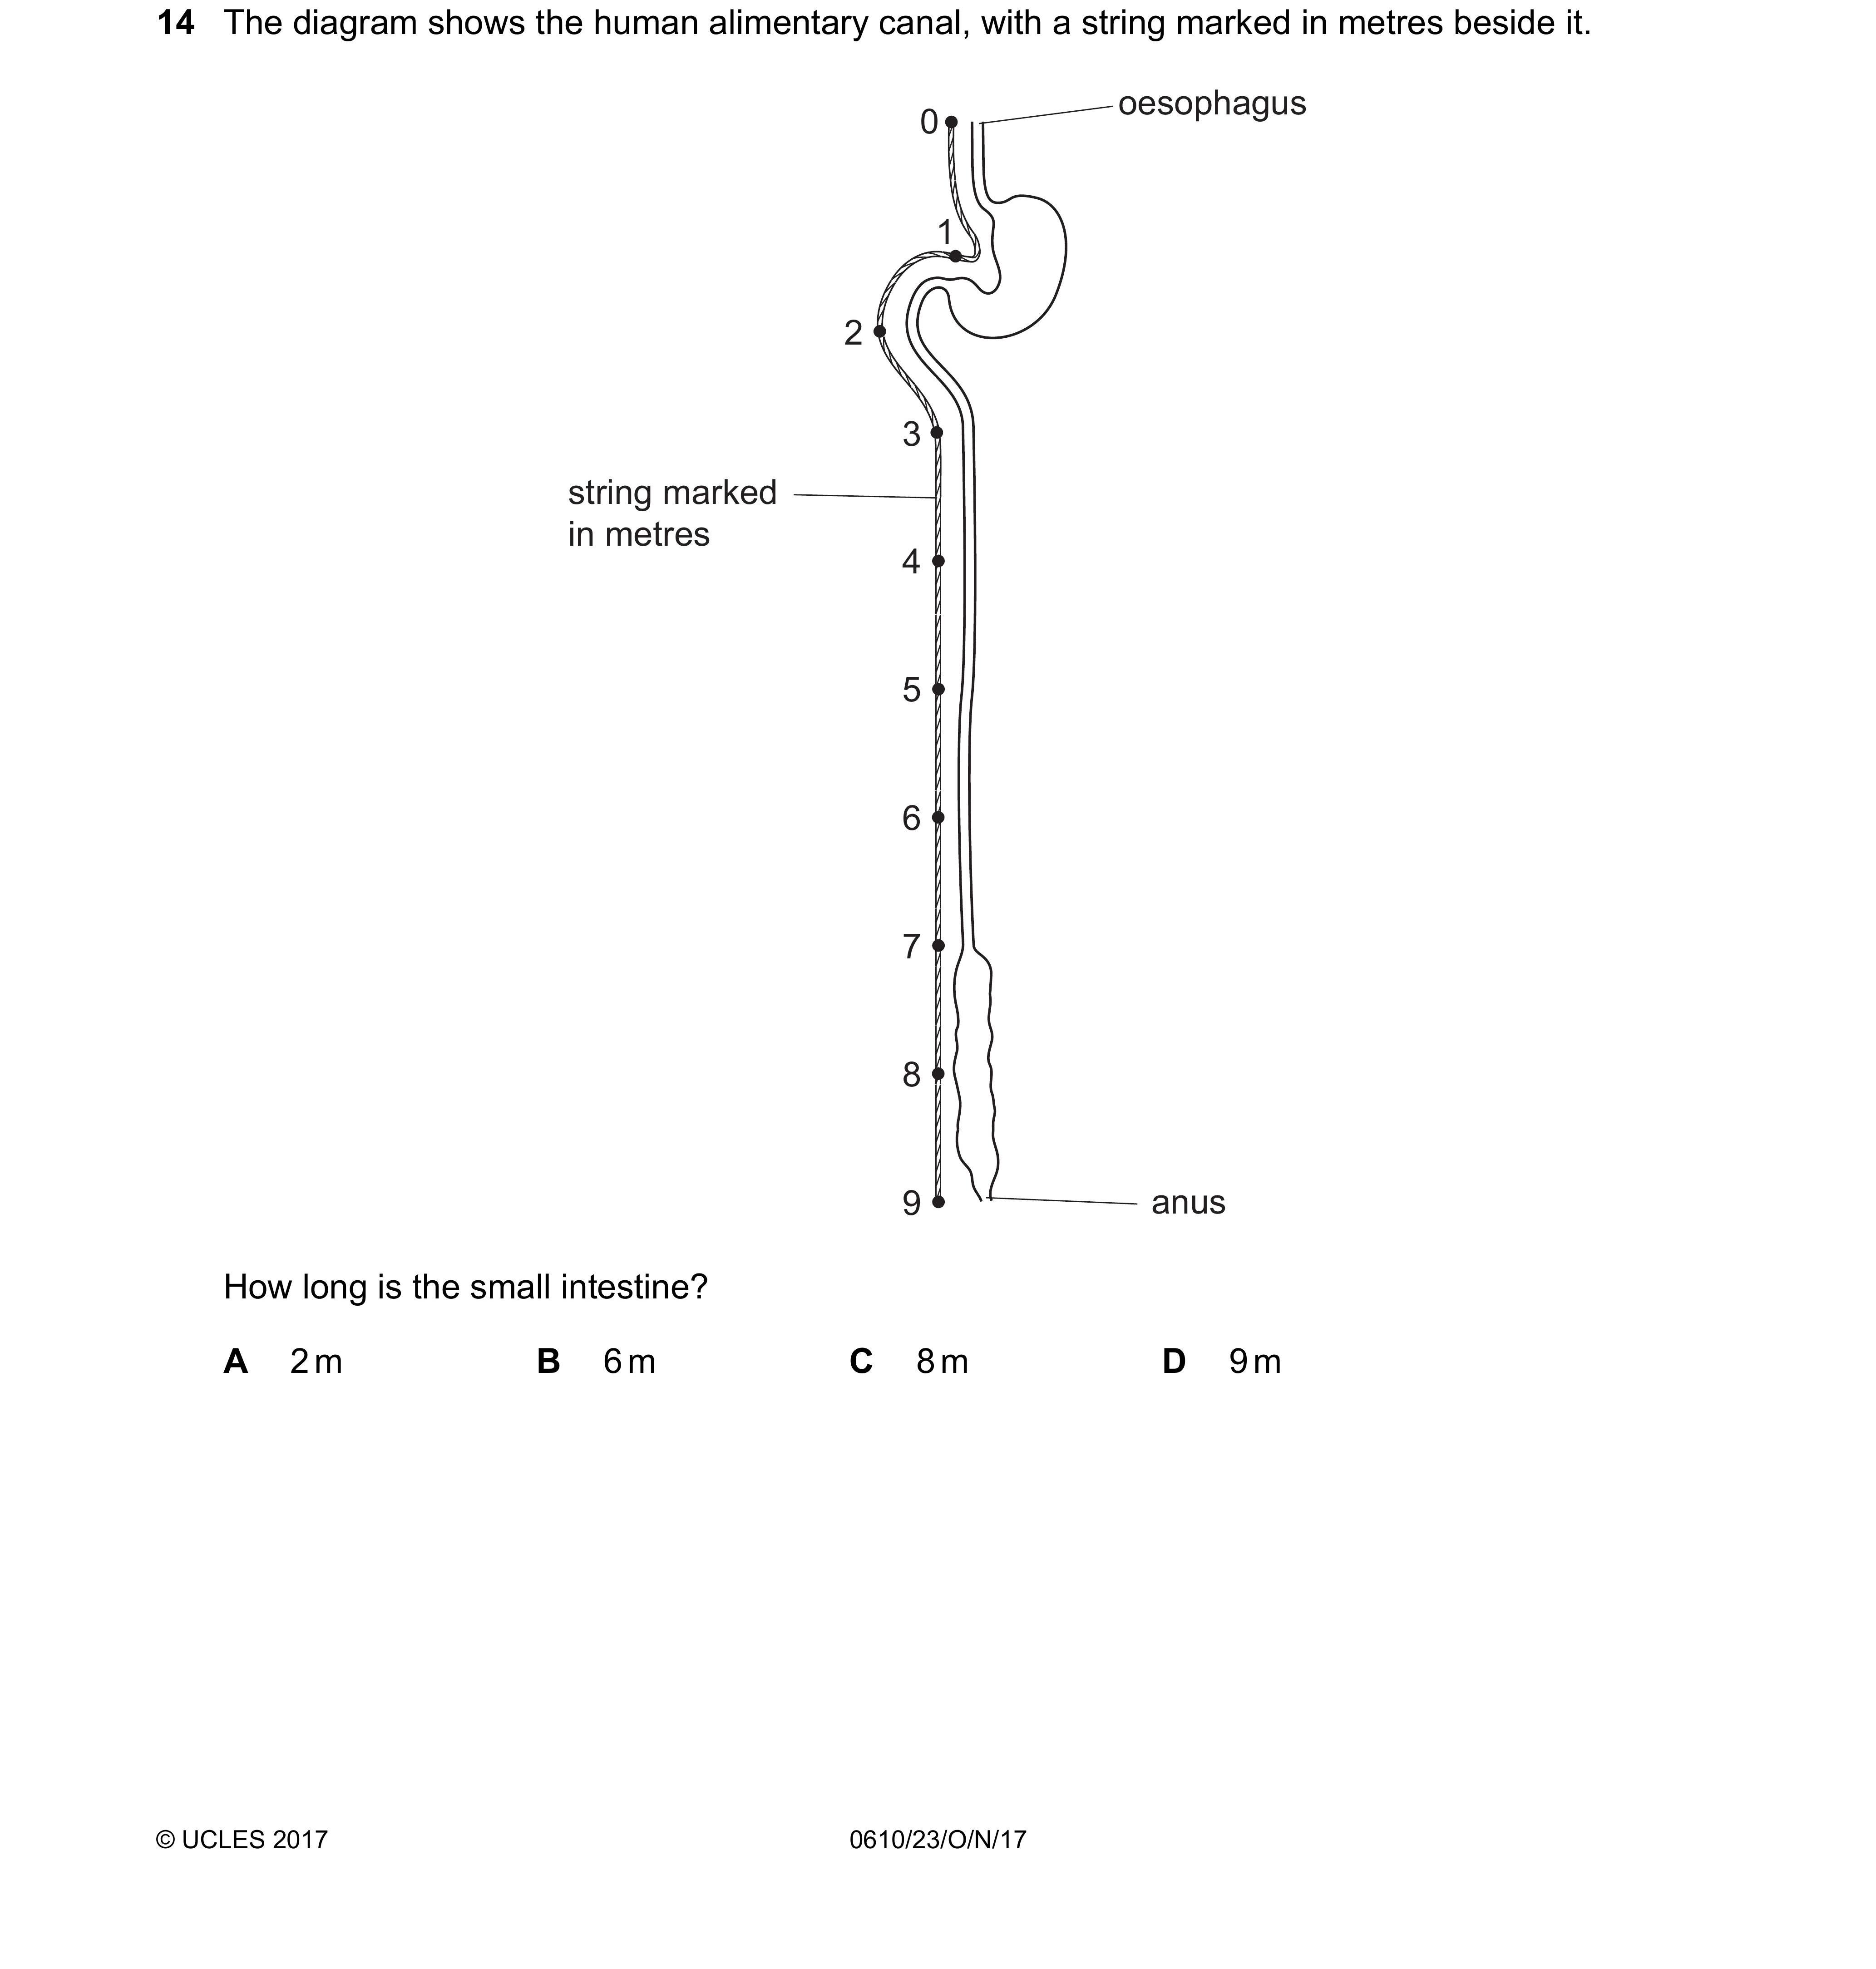 14 The diagram shows the human alimentary canal, with a string marked in metres beside it.
oesophagus
0
1
2
3
string marked
in metres
4
5
6
7
8
9
anus
How long is the small intestine?
A 2 m B 6 m C 8 m D 9 m
© UCLES 2017 0610/23/O/N/17